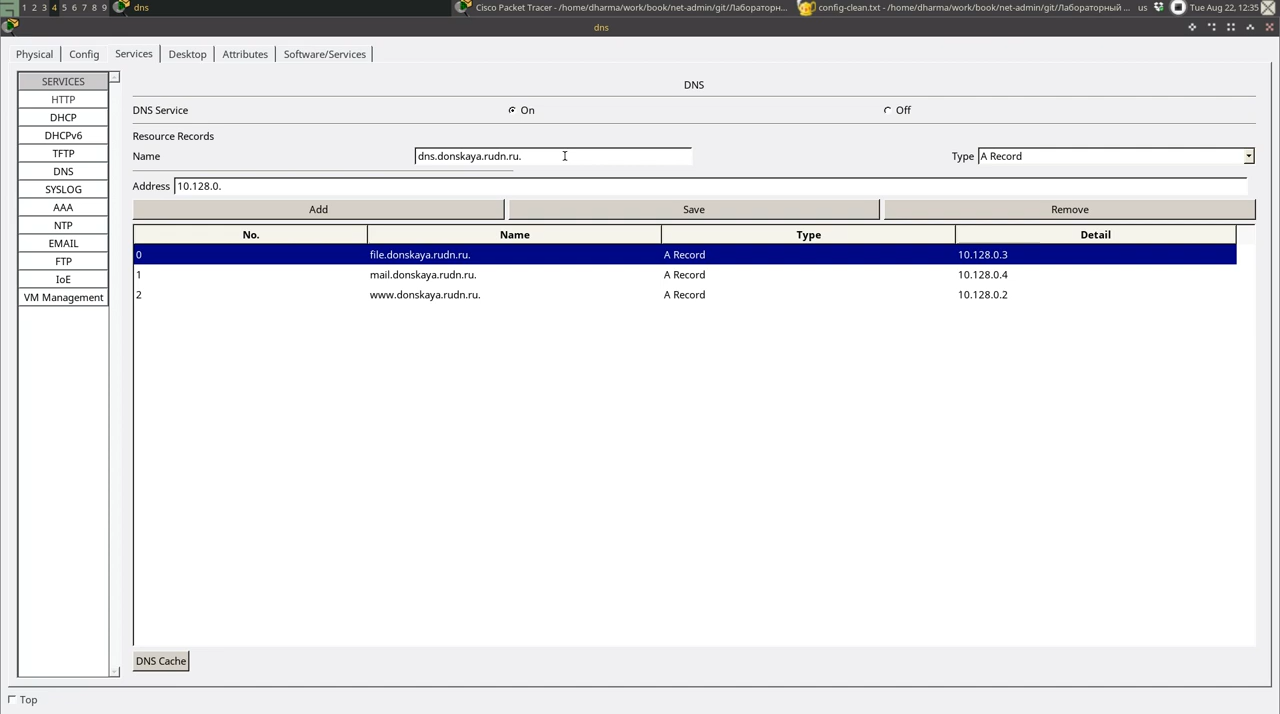 1 2 3 4 5 6 7 8 9 dns Cisco Packet Tracer - /home/dharma/work/book/net-admin/git/Лабораторн... config-clean.txt - /home/dharma/work/book/net-admin/git/Лабораторный ... us Tue Aug 22, 12:35
dns
Physical Config Services Desktop Attributes Software/Services
SERVICES
HTTP
DHCP
DHCPv6
TFTP
DNS
SYSLOG
AAA
NTP
EMAIL
FTP
IoE
VM Management
DNS
DNS Service On Off
Resource Records
Name dns.donskaya.rudn.ru. Type A Record
Address 10.128.0.
Add Save Remove
No. Name Type Detail
0 file.donskaya.rudn.ru. A Record 10.128.0.3
1 mail.donskaya.rudn.ru. A Record 10.128.0.4
2 www.donskaya.rudn.ru. A Record 10.128.0.2
DNS Cache
Top